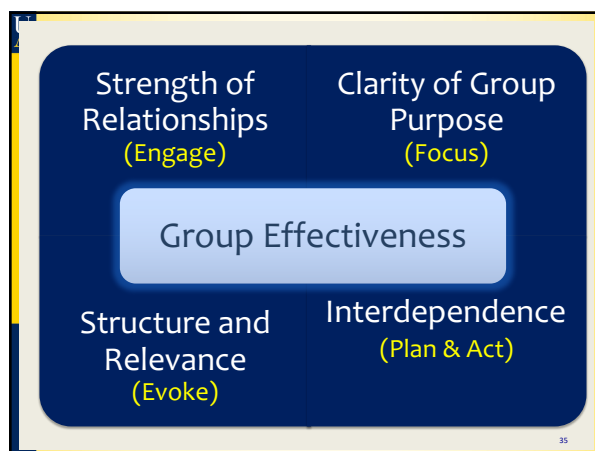 Strength of
Relationships
(Engage)
Clarity of Group
Purpose
(Focus)
Group Effectiveness
Structure and
Relevance
(Evoke)
Interdependence
(Plan & Act)
35